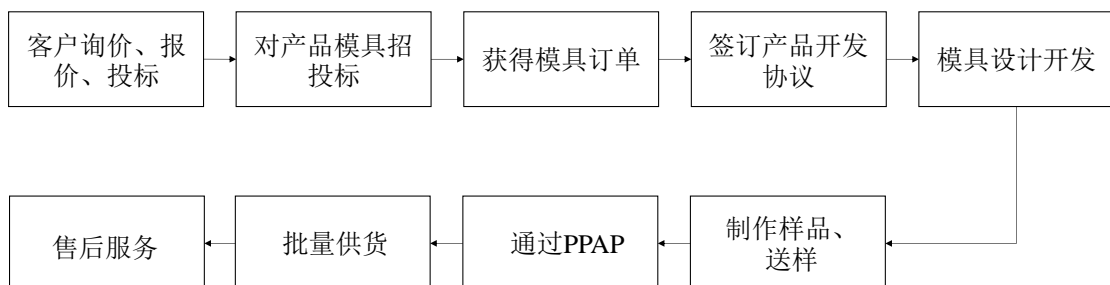 客户询价、报
价、投标
对产品模具招
投标
获得模具订单
签订产品开发
协议
模具设计开发
制作样品、
送样
通过PPAP
批量供货
售后服务